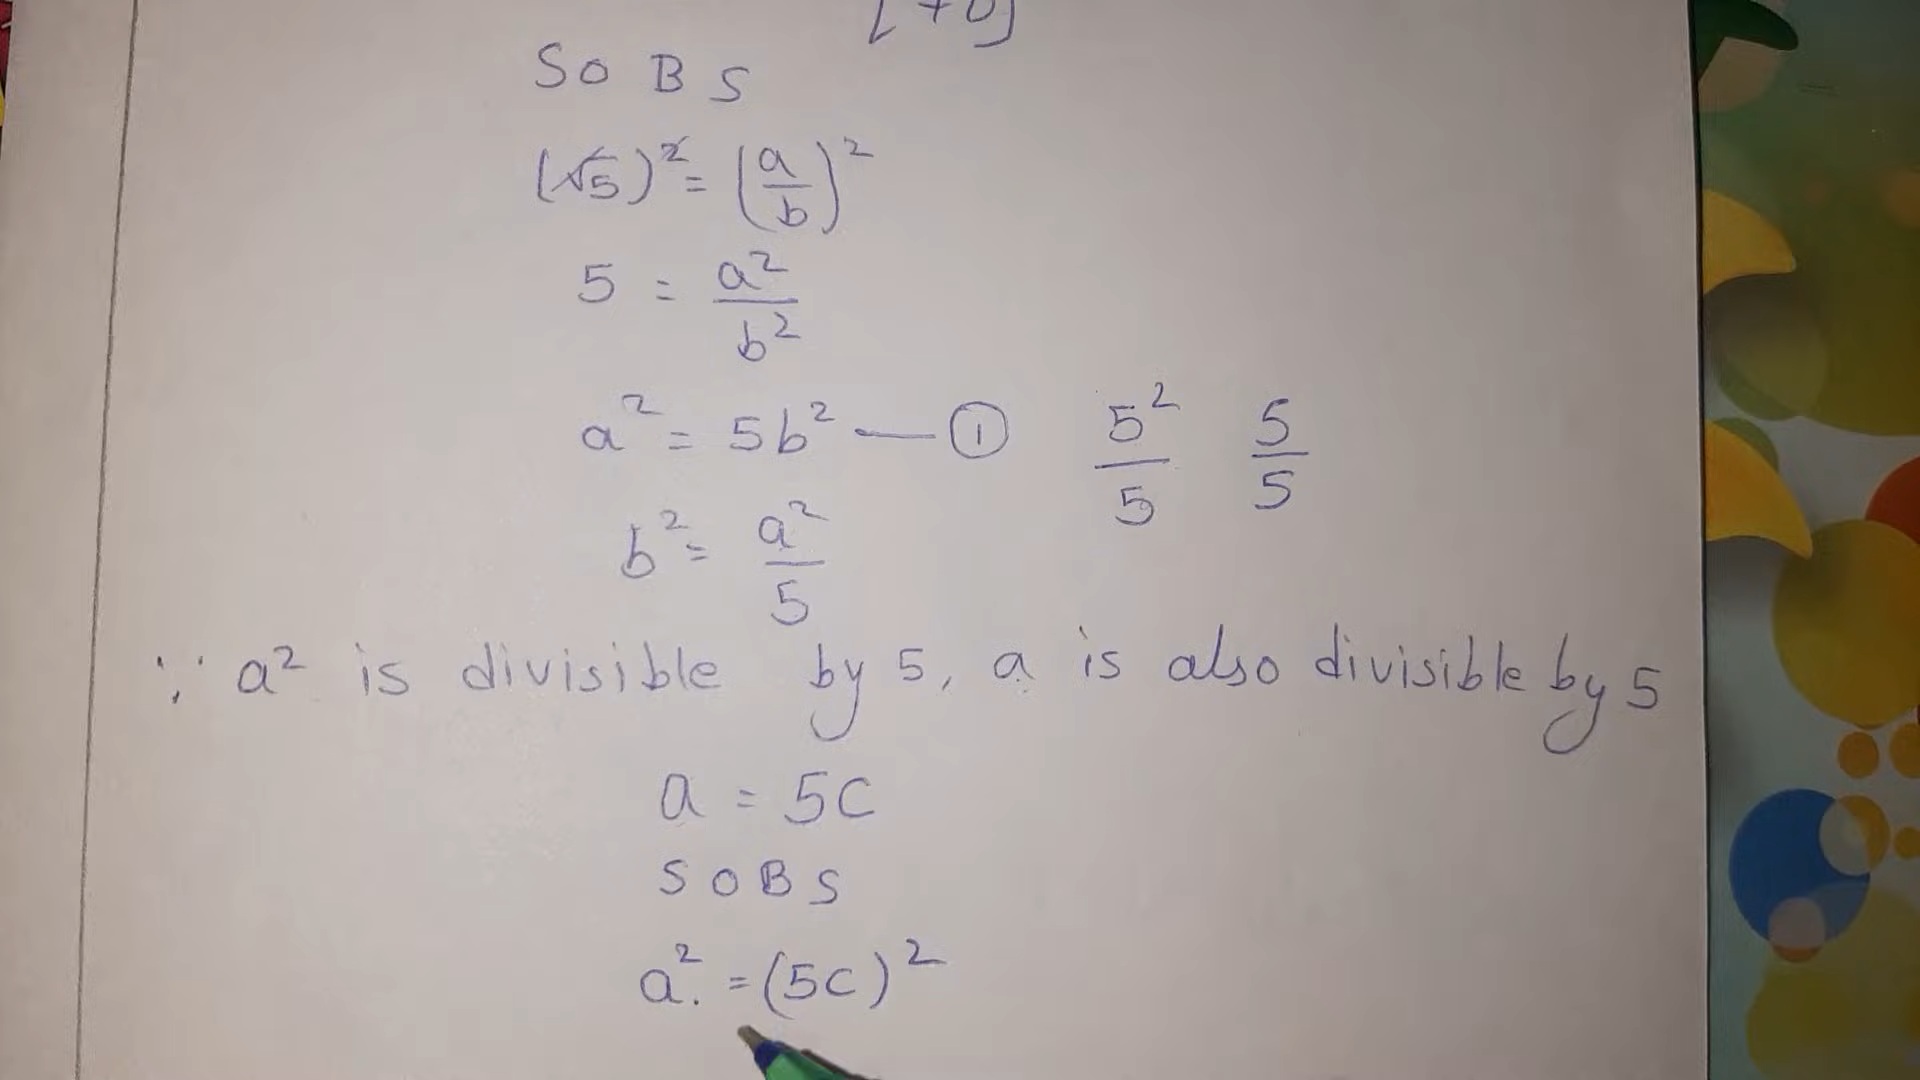 S O B S
(√5)² = (a/b)²
5 = a²/b²
a² = 5b² — ① 5²/5 5/5
b² = a²/5
∵ a² is divisible by 5, a is also divisible by 5
a = 5C
S O B S
a². = (5C)²